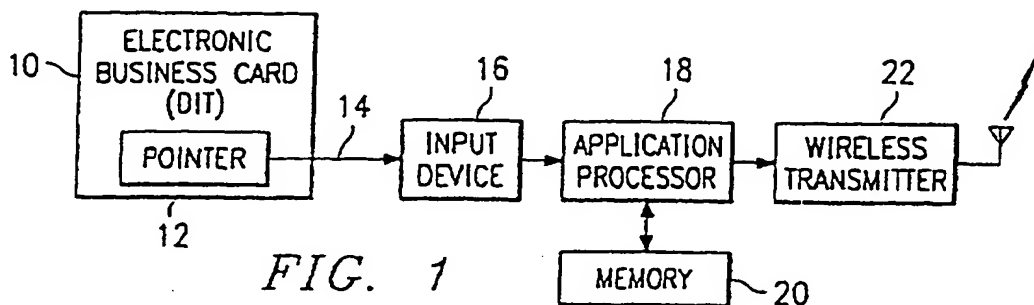 10
ELECTRONIC
BUSINESS CARD
(DIT)
POINTER
12
14
16
INPUT
DEVICE
18
APPLICATION
PROCESSOR
22
WIRELESS
TRANSMITTER
MEMORY
20
FIG. 1